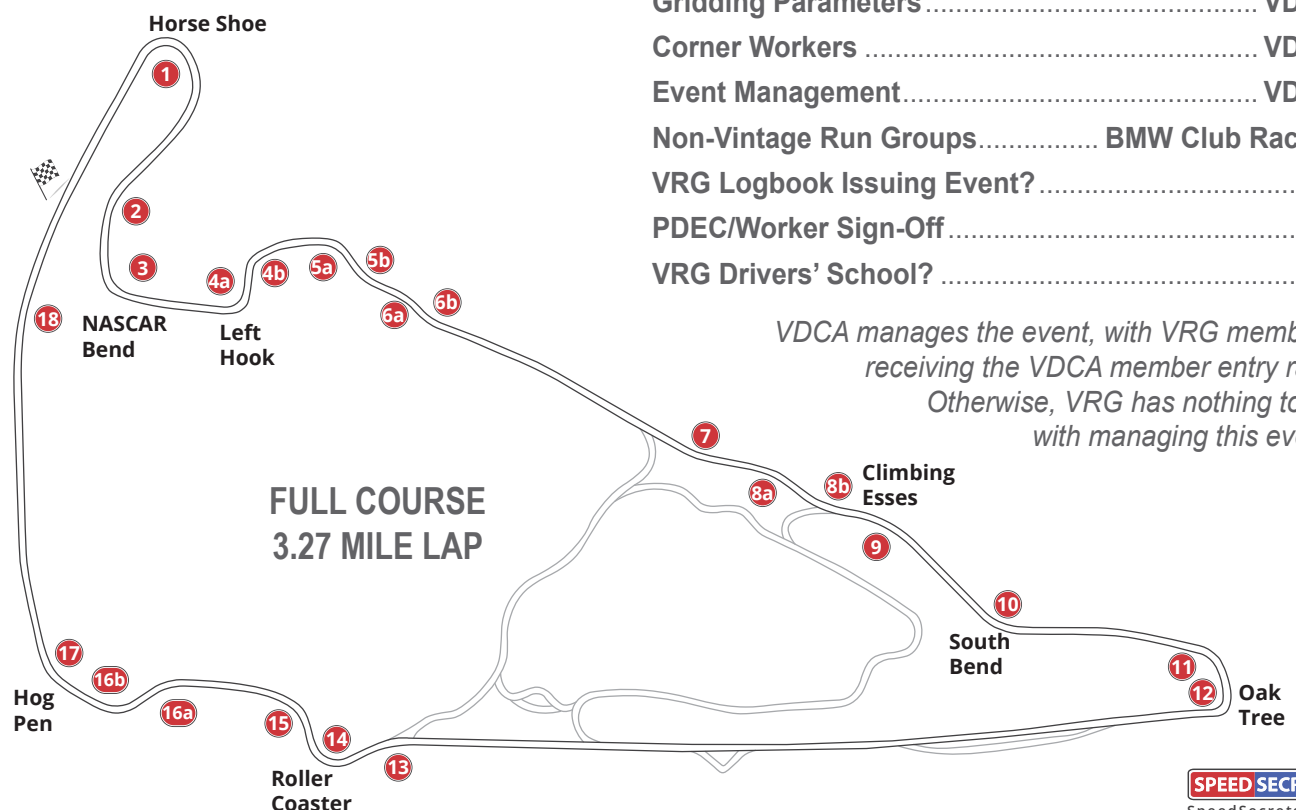 Horse Shoe
1
2
3
4a
4b
5a
5b
6a
6b
18
NASCAR
Bend
Left
Hook
7
8a
8b
Climbing
Esses
9
FULL COURSE
3.27 MILE LAP
10
South
Bend
11
12
Oak
Tree
17
16b
16a
Hog
Pen
15
14
13
Roller
Coaster
Gridding Parameters
Corner Workers
Event Management
Non-Vintage Run Groups BMW Club
VRG Logbook Issuing Event?
PDEC/Worker Sign-Off
VRG Drivers’ School?
VDCA manages the event, with VRG
receiving the VDCA member entry
Otherwise, VRG has nothing to
with managing this
SPEED